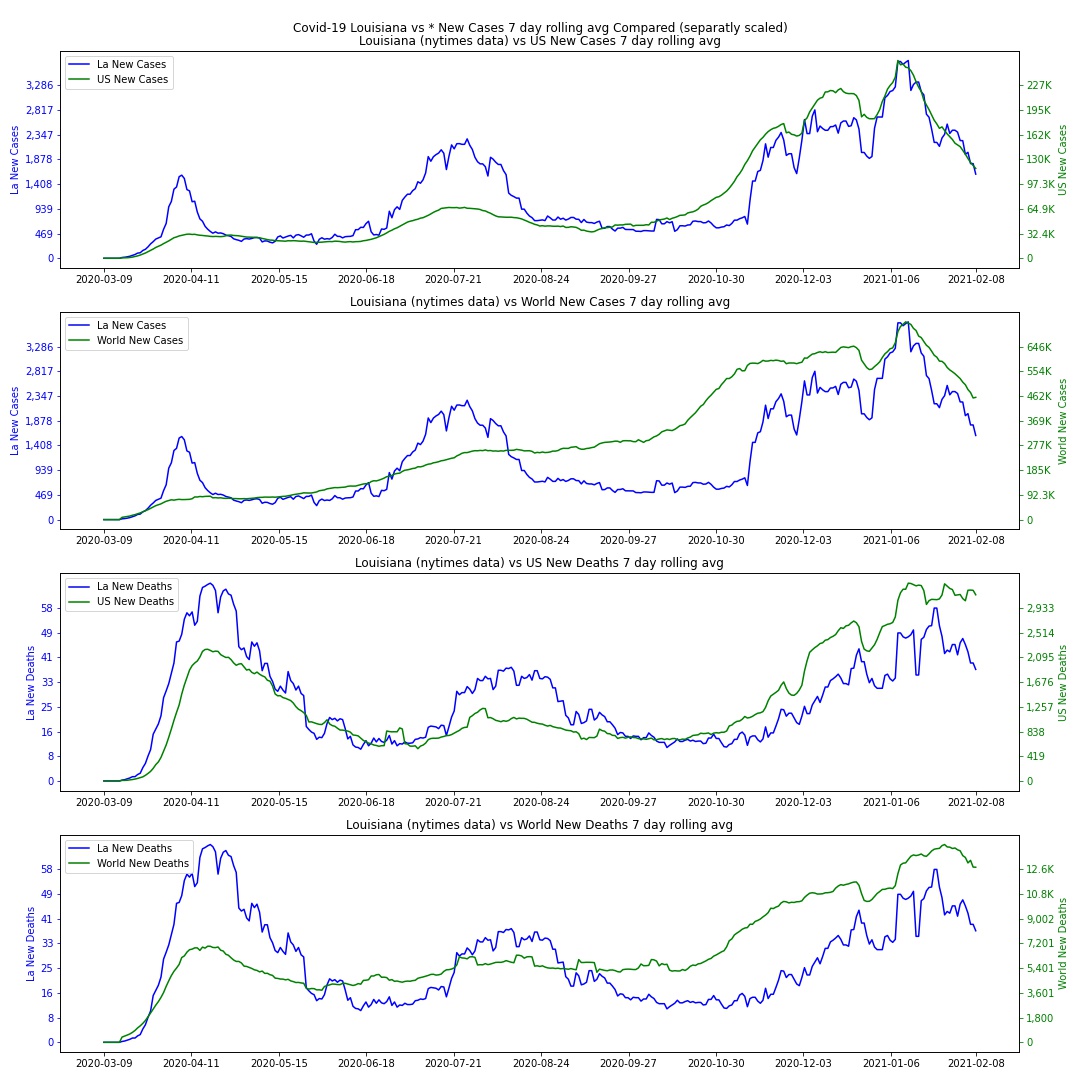 Covid-19 Louisiana vs * New Cases 7 day rolling avg Compared (separatly scaled)
Louisiana (nytimes data) vs US New Cases 7 day rolling avg
La New Cases
US New Cases
3,286
2,817
2,347
1,878
1,408
939
469
0
La New Cases
227K
195K
162K
130K
97.3K
64.9K
32.4K
0
US New Cases
2020-03-09 2020-04-11 2020-05-15 2020-06-18 2020-07-21 2020-08-24 2020-09-27 2020-10-30 2020-12-03 2021-01-06 2021-02-08
Louisiana (nytimes data) vs World New Cases 7 day rolling avg
La New Cases
World New Cases
3,286
2,817
2,347
1,878
1,408
939
469
0
La New Cases
646K
554K
462K
369K
277K
185K
92.3K
0
World New Cases
2020-03-09 2020-04-11 2020-05-15 2020-06-18 2020-07-21 2020-08-24 2020-09-27 2020-10-30 2020-12-03 2021-01-06 2021-02-08
Louisiana (nytimes data) vs US New Deaths 7 day rolling avg
La New Deaths
US New Deaths
58
49
41
33
25
16
8
0
La New Deaths
2,933
2,514
2,095
1,676
1,257
838
419
0
US New Deaths
2020-03-09 2020-04-11 2020-05-15 2020-06-18 2020-07-21 2020-08-24 2020-09-27 2020-10-30 2020-12-03 2021-01-06 2021-02-08
Louisiana (nytimes data) vs World New Deaths 7 day rolling avg
La New Deaths
World New Deaths
58
49
41
33
25
16
8
0
La New Deaths
12.6K
10.8K
9,002
7,201
5,401
3,601
1,800
0
World New Deaths
2020-03-09 2020-04-11 2020-05-15 2020-06-18 2020-07-21 2020-08-24 2020-09-27 2020-10-30 2020-12-03 2021-01-06 2021-02-08